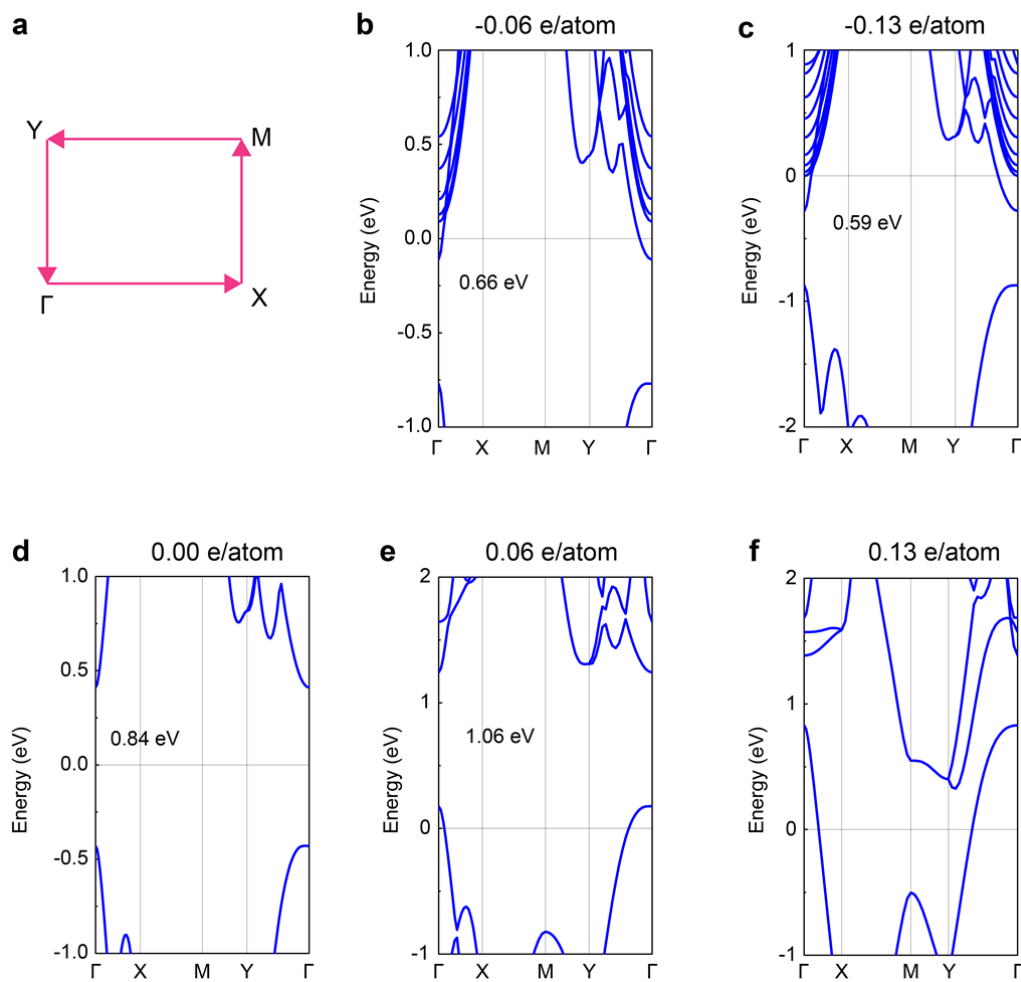 a
Y
M
Γ
X
b
-0.06 e/atom
Energy (eV)
1.0
0.5
0.0
-0.5
-1.0
0.66 eV
Γ X M Y Γ
c
-0.13 e/atom
Energy (eV)
1
0
-1
-2
0.59 eV
Γ X M Y Γ
d
0.00 e/atom
Energy (eV)
1.0
0.5
0.0
-0.5
-1.0
0.84 eV
Γ X M Y Γ
e
0.06 e/atom
Energy (eV)
2
1
0
-1
1.06 eV
Γ X M Y Γ
f
0.13 e/atom
Energy (eV)
2
1
0
-1
Γ X M Y Γ